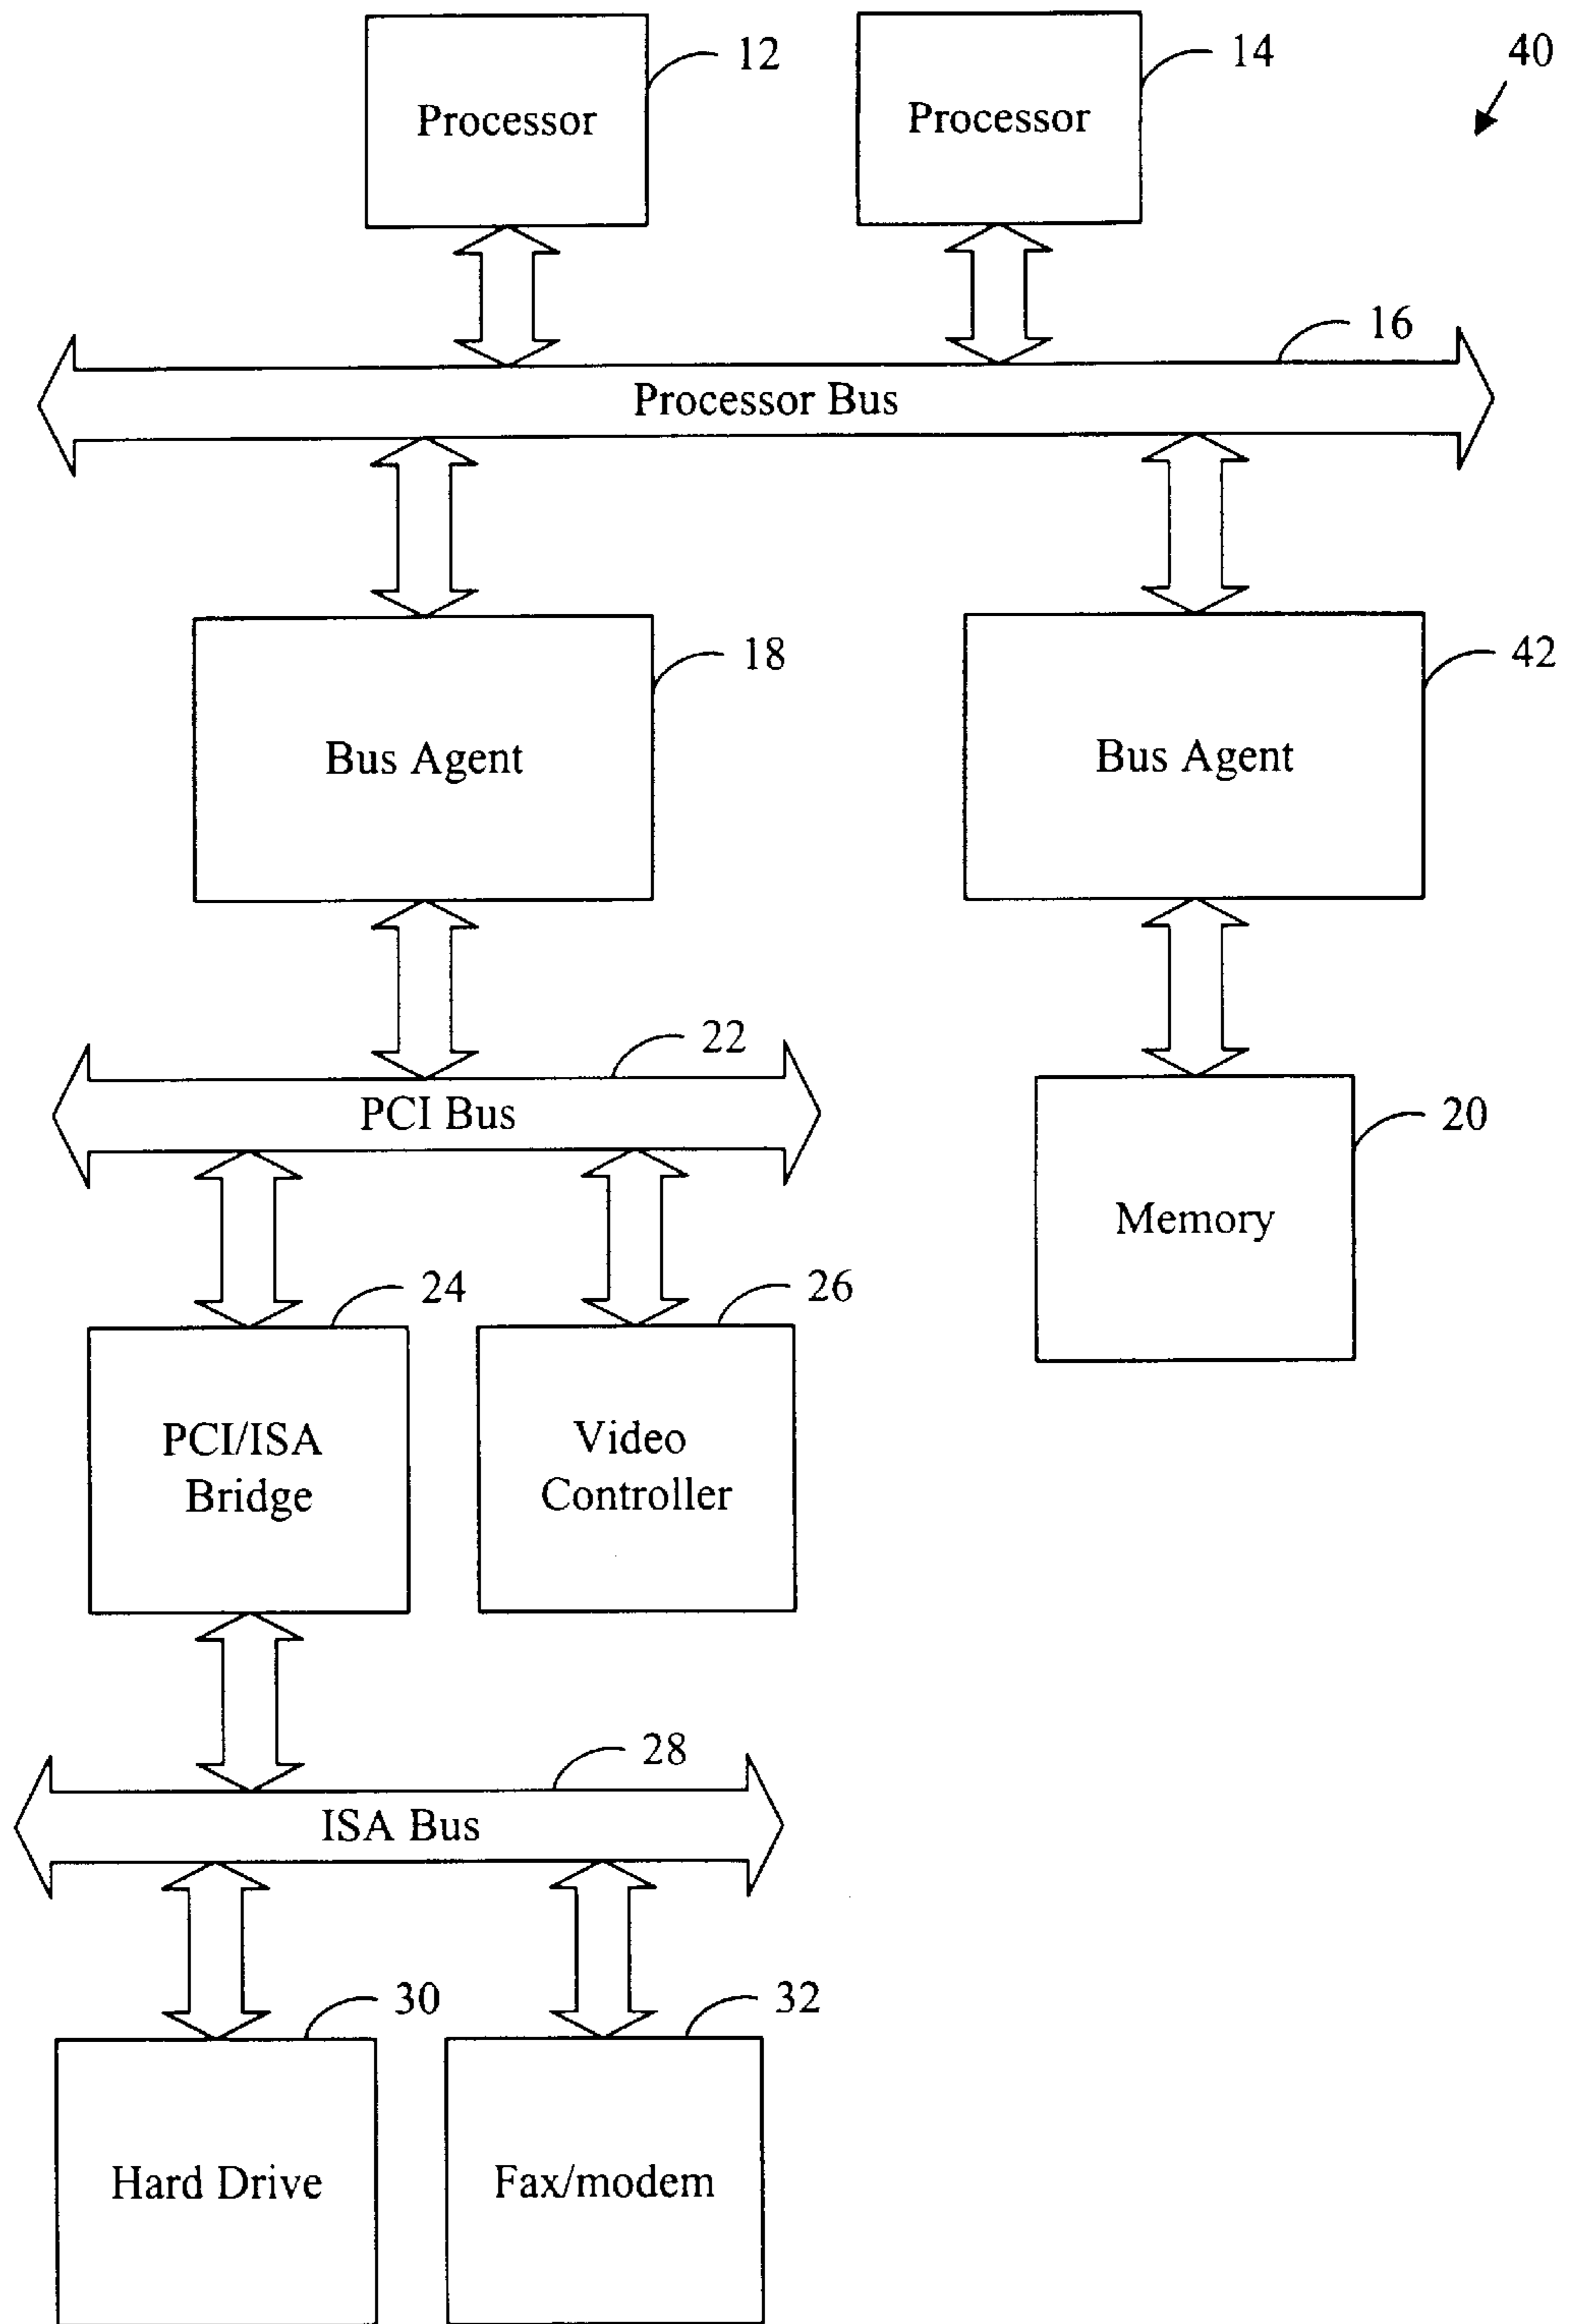 12
14
40
Processor
Processor
16
Processor Bus
18
42
Bus Agent
Bus Agent
22
PCI Bus
20
Memory
24
26
PCI/ISA
Bridge
Video
Controller
28
ISA Bus
30
32
Hard Drive
Fax/modem